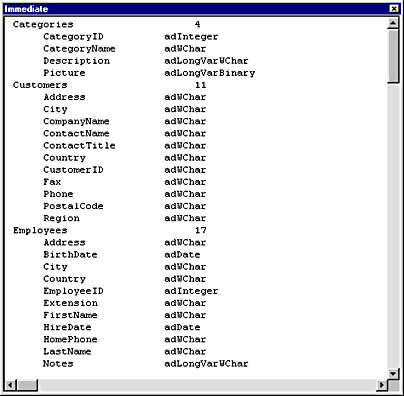 Immediate
Categories 4
CategoryID adInteger
CategoryName adWChar
Description adLongVarWChar
Picture adLongVarBinary
Customers 11
Address adWChar
City adWChar
CompanyName adWChar
ContactName adWChar
ContactTitle adWChar
Country adWChar
CustomerID adWChar
Fax adWChar
Phone adWChar
PostalCode adWChar
Region adWChar
Employees 17
Address adWChar
BirthDate adDate
City adWChar
Country adWChar
EmployeeID adInteger
Extension adWChar
FirstName adWChar
HireDate adDate
HomePhone adWChar
LastName adWChar
Notes adLongVarWChar